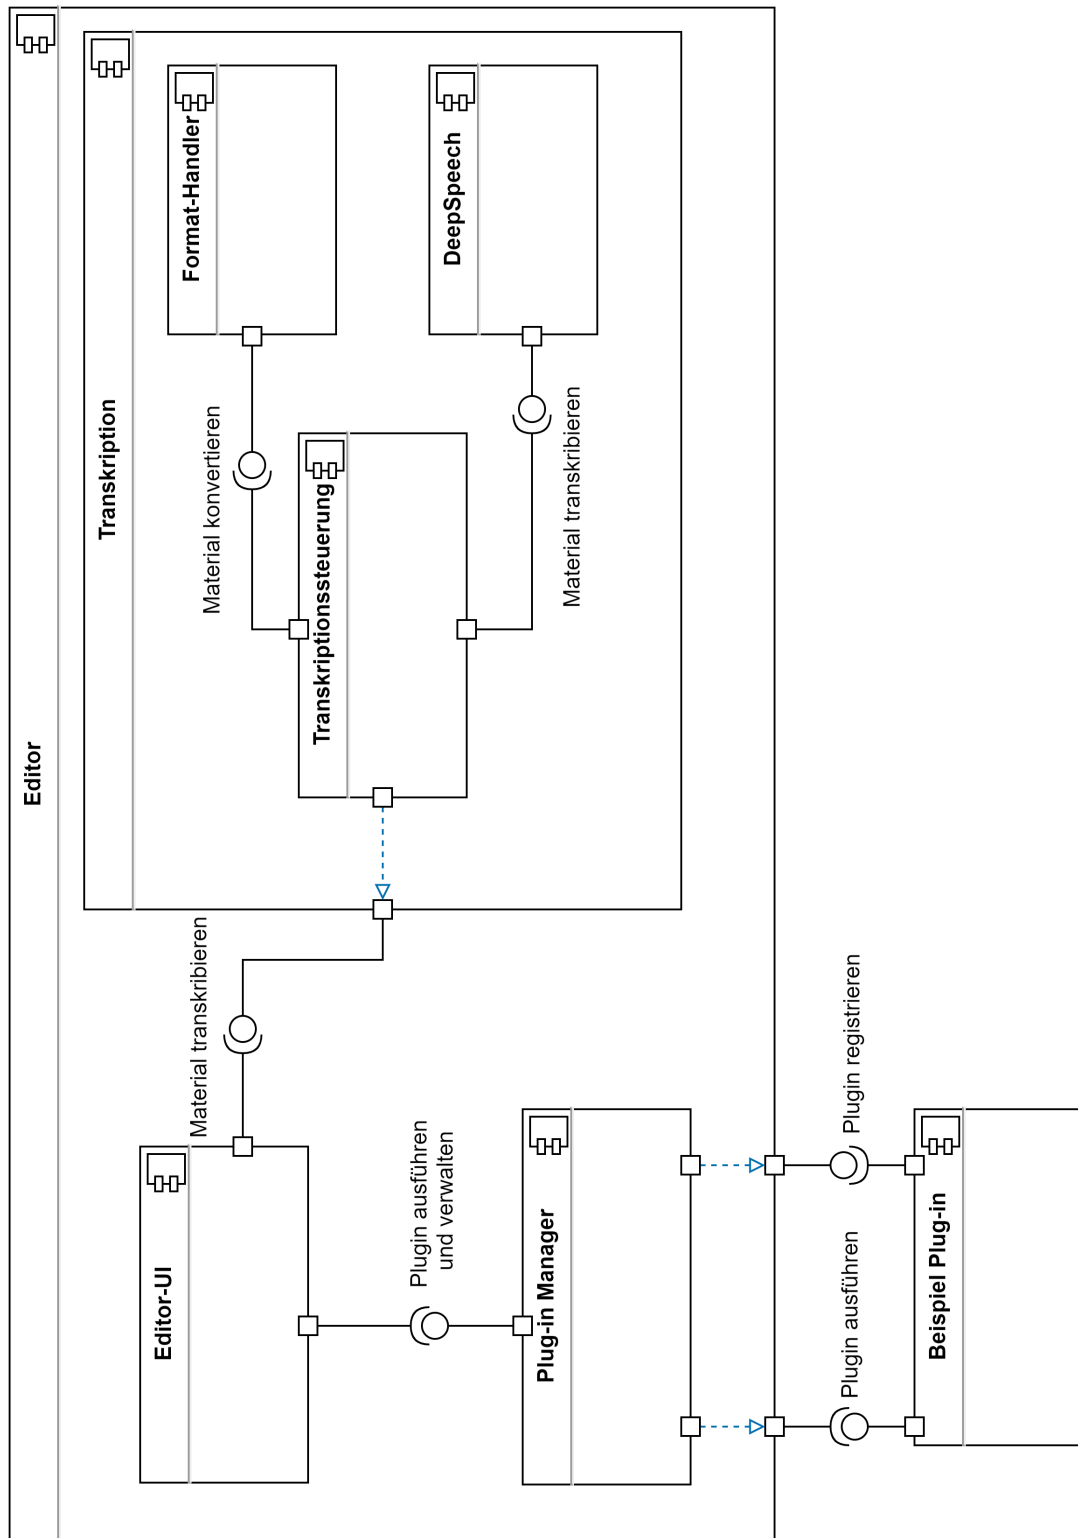 Editor
Transkription
Format-Handler
DeepSpeech
Material konvertieren
Transkriptionssteuerung
Material transkribieren
Material transkribieren
Editor-UI
Plugin ausführen
und verwalten
Plug-in Manager
Plugin registrieren
Plugin ausführen
Beispiel Plug-in